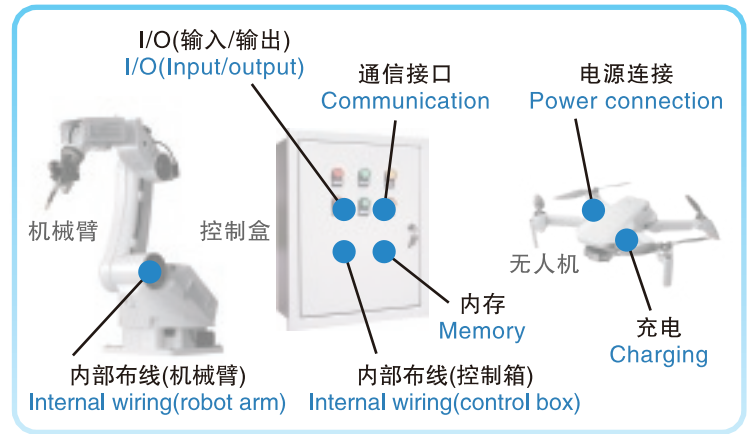 I/O(输入/输出)
I/O(Input/output)
通信接口
Communication
电源连接
Power connection
机械臂
控制盒
无人机
内存
Memory
充电
Charging
内部布线(机械臂)
Internal wiring(robot arm)
内部布线(控制箱)
Internal wiring(control box)